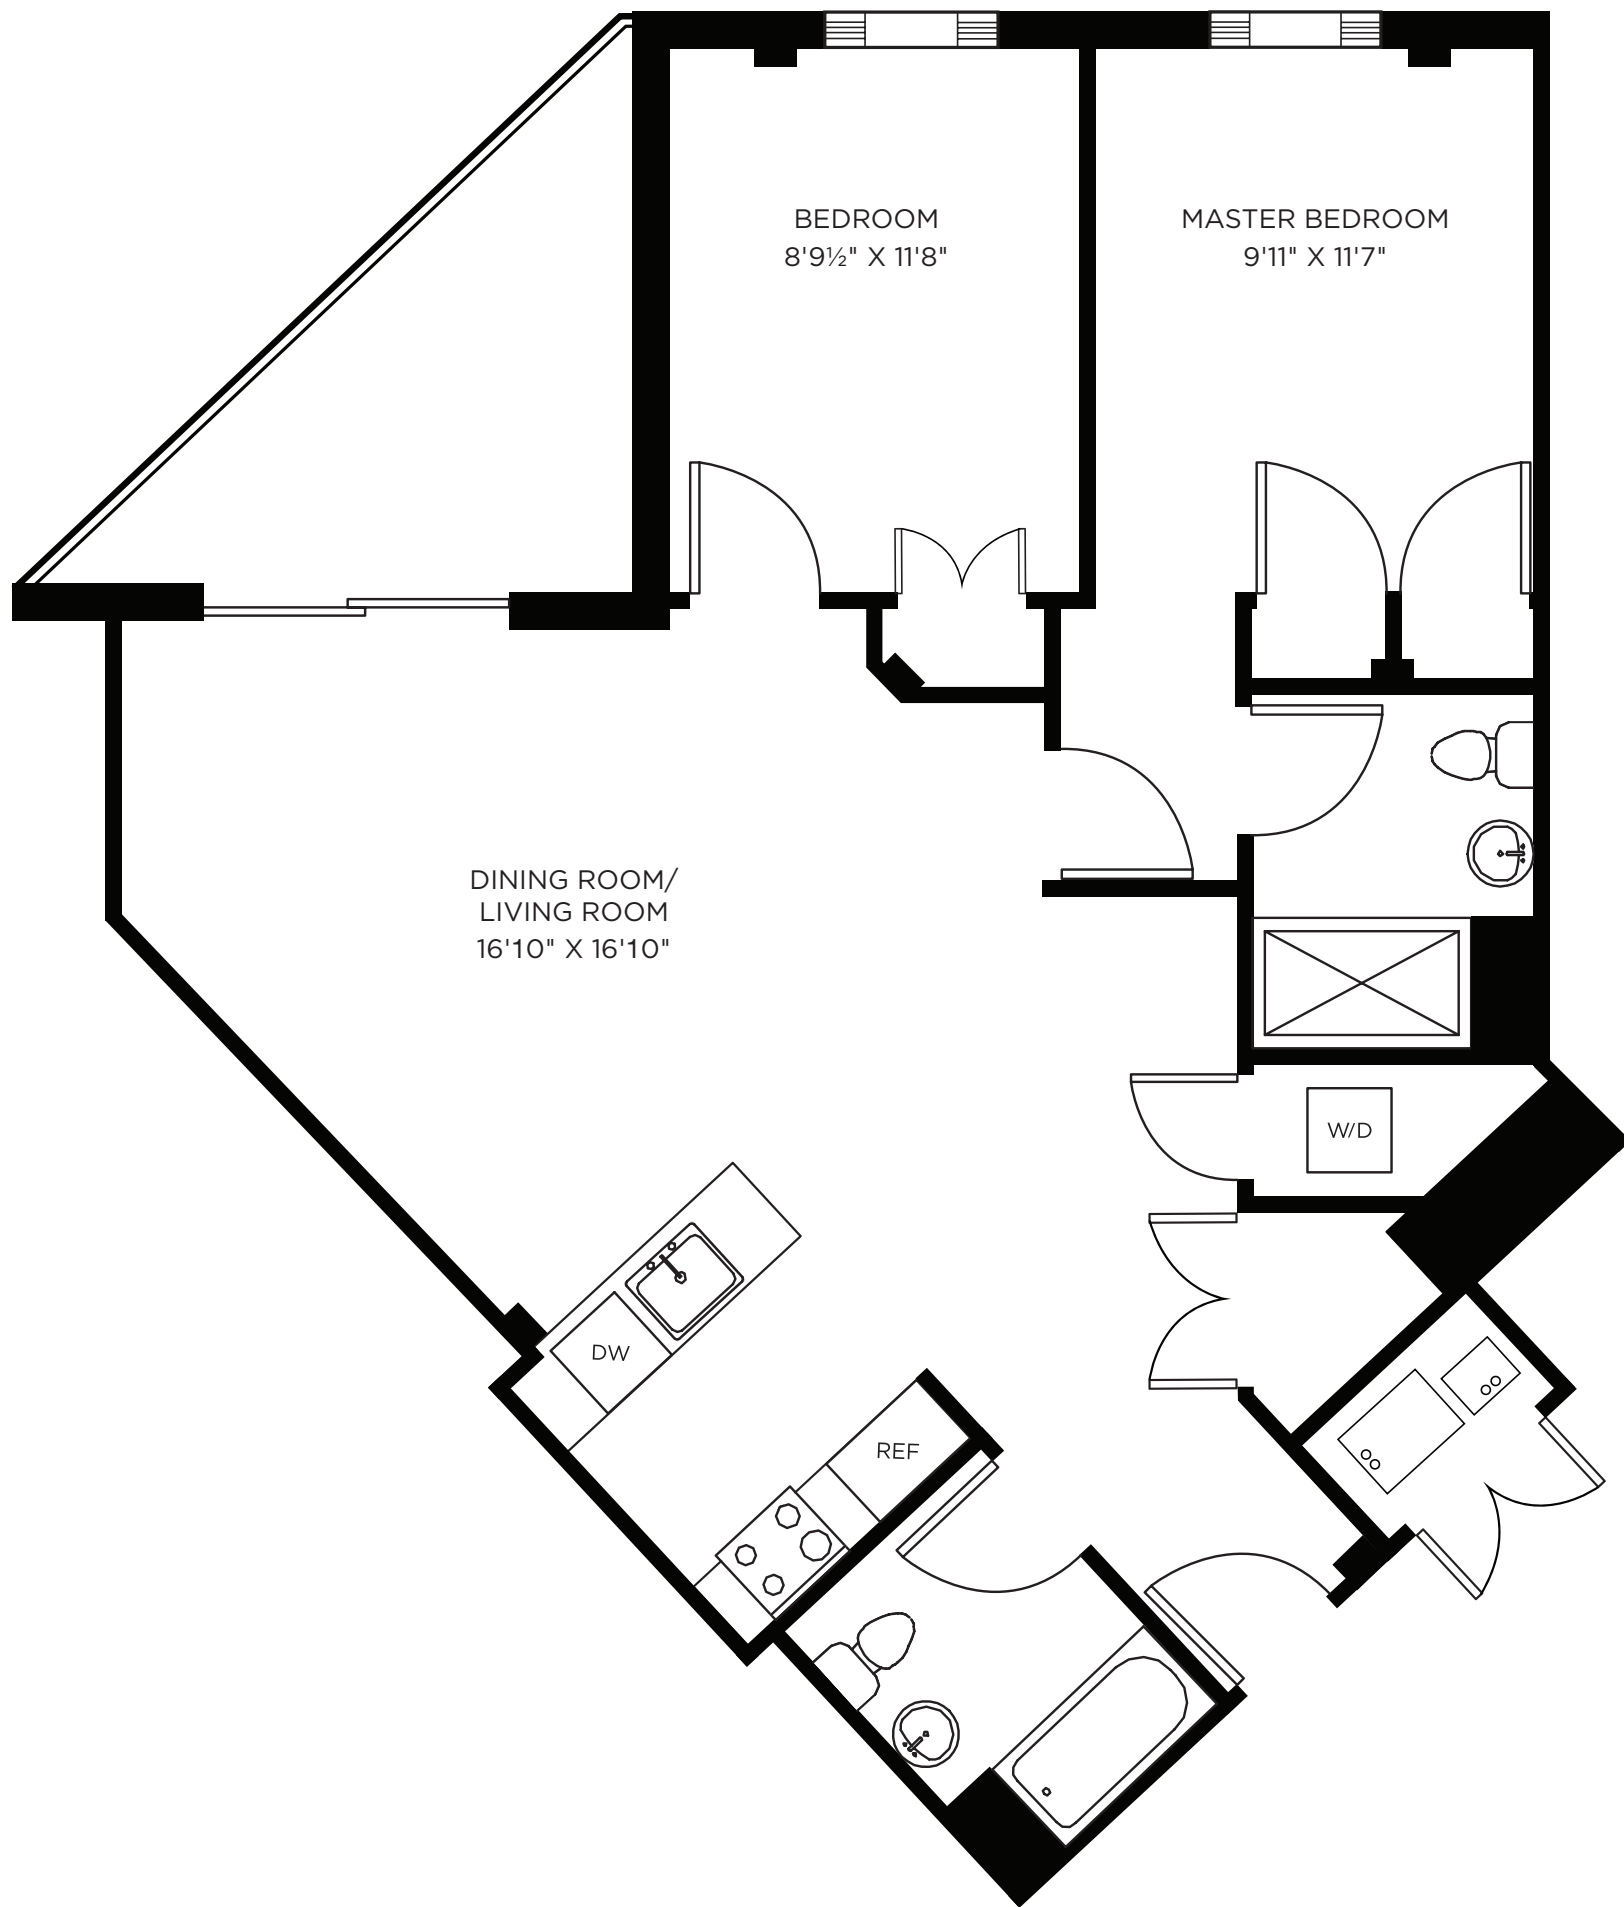 BEDROOM
8'9½" X 11'8"
MASTER BEDROOM
9'11" X 11'7"
DINING ROOM/
LIVING ROOM
16'10" X 16'10"
W/D
DW
REF